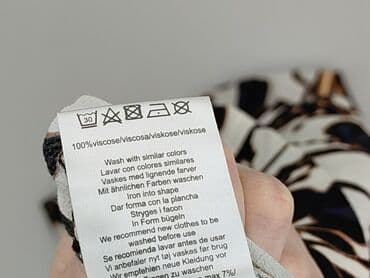 30
100%viscose/viscosa/viskose/viskose
Wash with similar colors
Lavar con colores similares
Vaskes med lignende farver
Mit ähnlichen Farben waschen
Iron into shape
Dar forma con la plancha
Stryges i facon
In Form bügeln
We recommend new clothes to be
washed before use
Se recomienda lavar antes de usar
Vi anbefaler nyt tøj vaskes før brug
Wir empfehlen neue Kleidung vor
max 7%/